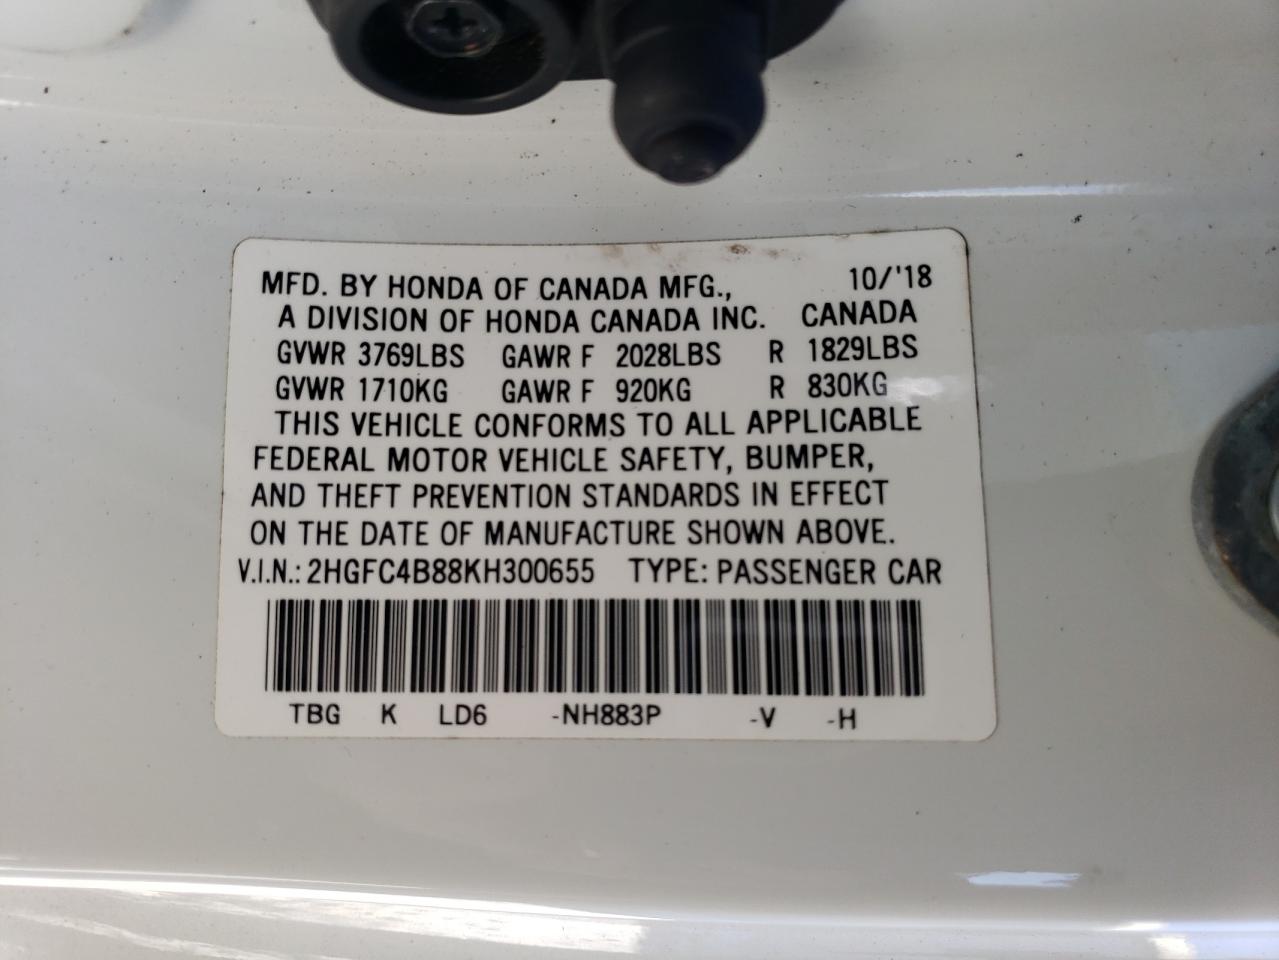 MFD. BY HONDA OF CANADA MFG., 10/'18
A DIVISION OF HONDA CANADA INC. CANADA
GVWR 3769LBS GAWR F 2028LBS R 1829LBS
GVWR 1710KG GAWR F 920KG R 830KG
THIS VEHICLE CONFORMS TO ALL APPLICABLE
FEDERAL MOTOR VEHICLE SAFETY, BUMPER,
AND THEFT PREVENTION STANDARDS IN EFFECT
ON THE DATE OF MANUFACTURE SHOWN ABOVE.
V.I.N.: 2HGFC4B88KH300655 TYPE: PASSENGER CAR
TBG K LD6 -NH883P -V -H